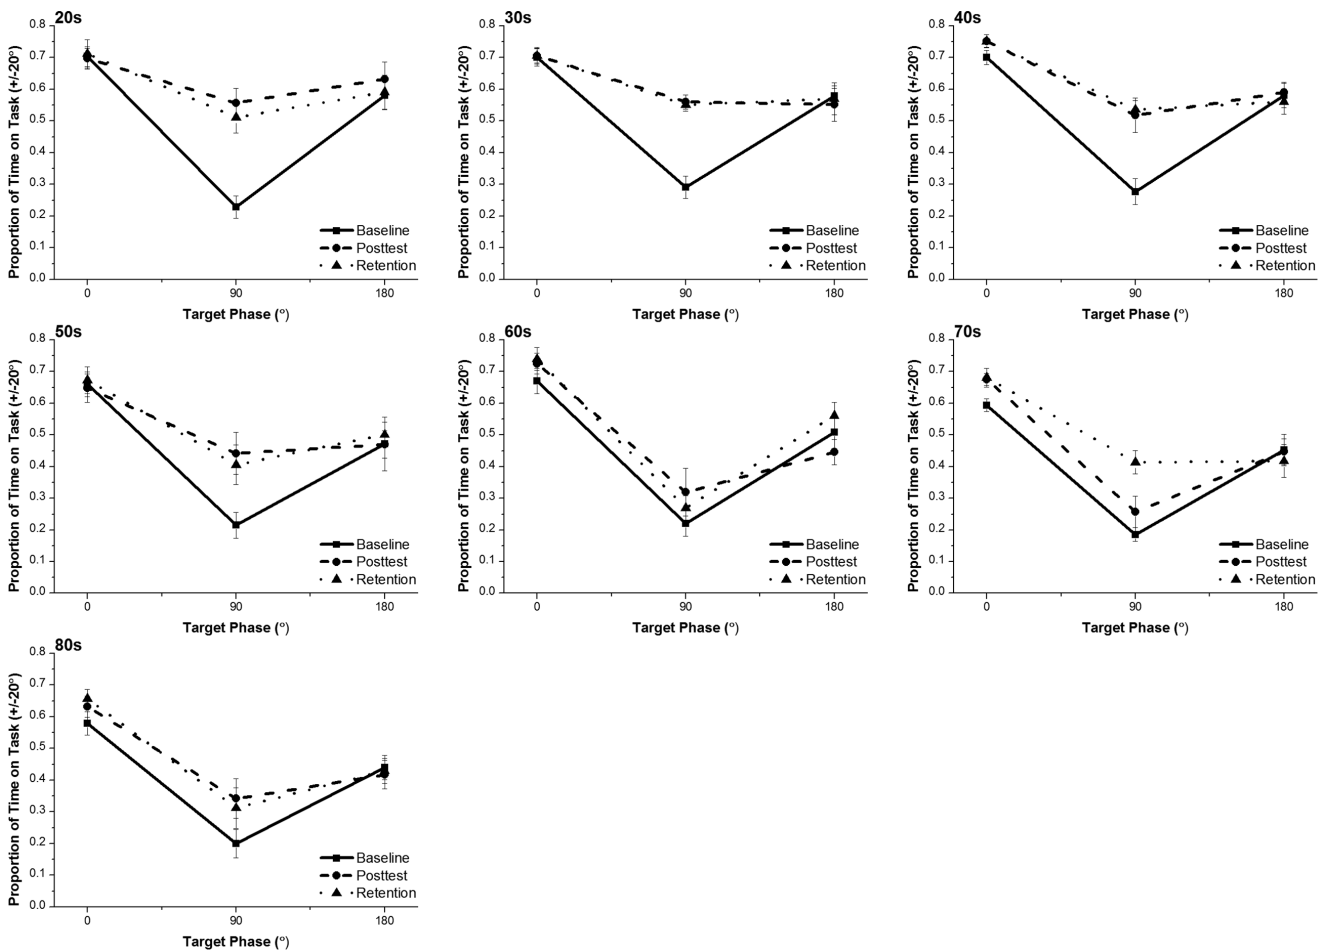 20s
0.8
0.7
0.6
0.5
0.4
0.3
0.2
0.1
0.0
Proportion of Time on Task (+/-20°)
Baseline
Posttest
Retention
0 90 180
Target Phase (°)
30s
0.8
0.7
0.6
0.5
0.4
0.3
0.2
0.1
0.0
Proportion of Time on Task (+/-20°)
Baseline
Posttest
Retention
0 90 180
Target Phase (°)
40s
0.8
0.7
0.6
0.5
0.4
0.3
0.2
0.1
0.0
Proportion of Time on Task (+/-20°)
Baseline
Posttest
Retention
0 90 180
Target Phase (°)
50s
0.8
0.7
0.6
0.5
0.4
0.3
0.2
0.1
0.0
Proportion of Time on Task (+/-20°)
Baseline
Posttest
Retention
0 90 180
Target Phase (°)
60s
0.8
0.7
0.6
0.5
0.4
0.3
0.2
0.1
0.0
Proportion of Time on Task (+/-20°)
Baseline
Posttest
Retention
0 90 180
Target Phase (°)
70s
0.8
0.7
0.6
0.5
0.4
0.3
0.2
0.1
0.0
Proportion of Time on Task (+/-20°)
Baseline
Posttest
Retention
0 90 180
Target Phase (°)
80s
0.8
0.7
0.6
0.5
0.4
0.3
0.2
0.1
0.0
Proportion of Time on Task (+/-20°)
Baseline
Posttest
Retention
0 90 180
Target Phase (°)